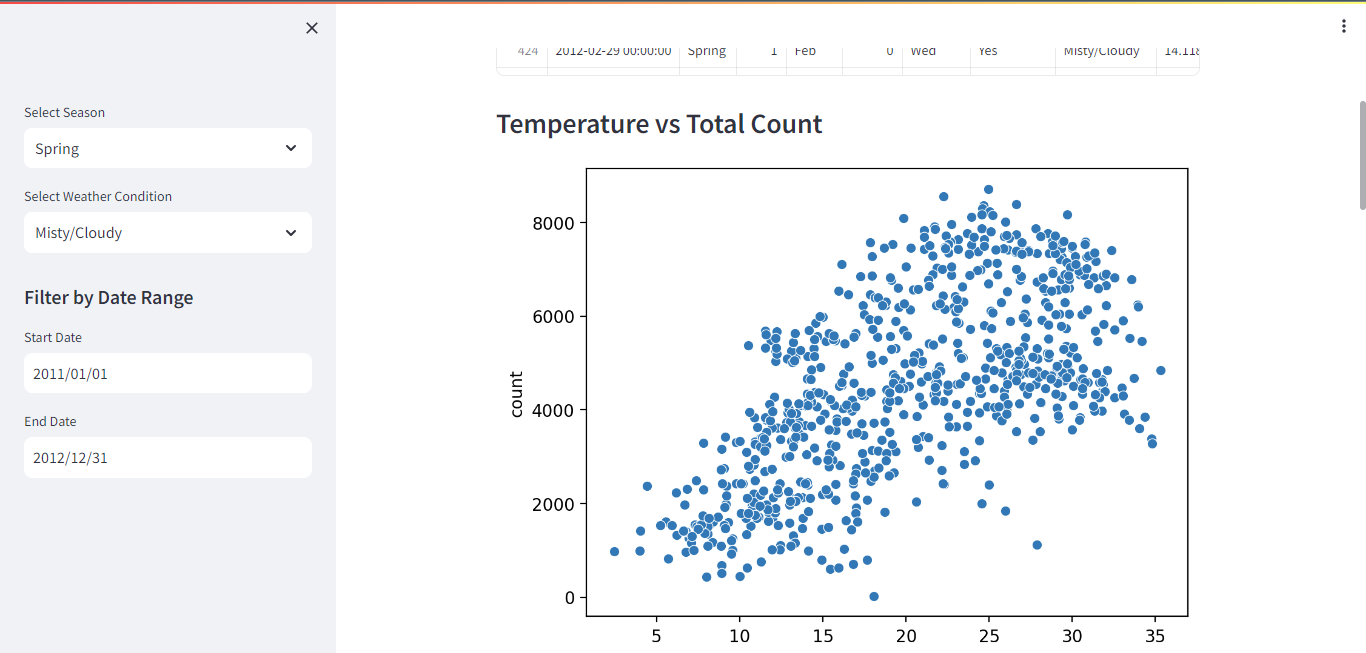 424 2012-02-29 00:00:00 Spring 1 Feb 0 Wed Yes Misty/Cloudy 14.118
Select Season
Spring
Select Weather Condition
Misty/Cloudy
Filter by Date Range
Start Date
2011/01/01
End Date
2012/12/31
Temperature vs Total Count
count
8000
6000
4000
2000
0
5 10 15 20 25 30 35